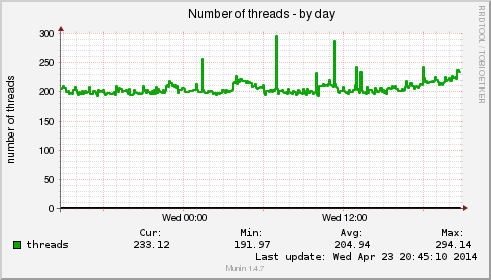 Number of threads - by day
RRDTOOL / TOBI OETIKER
number of threads
300
250
200
150
100
50
0
Wed 00:00 Wed 12:00
Cur: Min: Avg: Max:
threads 233.12 191.97 204.94 294.14
Last update: Wed Apr 23 20:45:10 2014
Munin 1.4.7